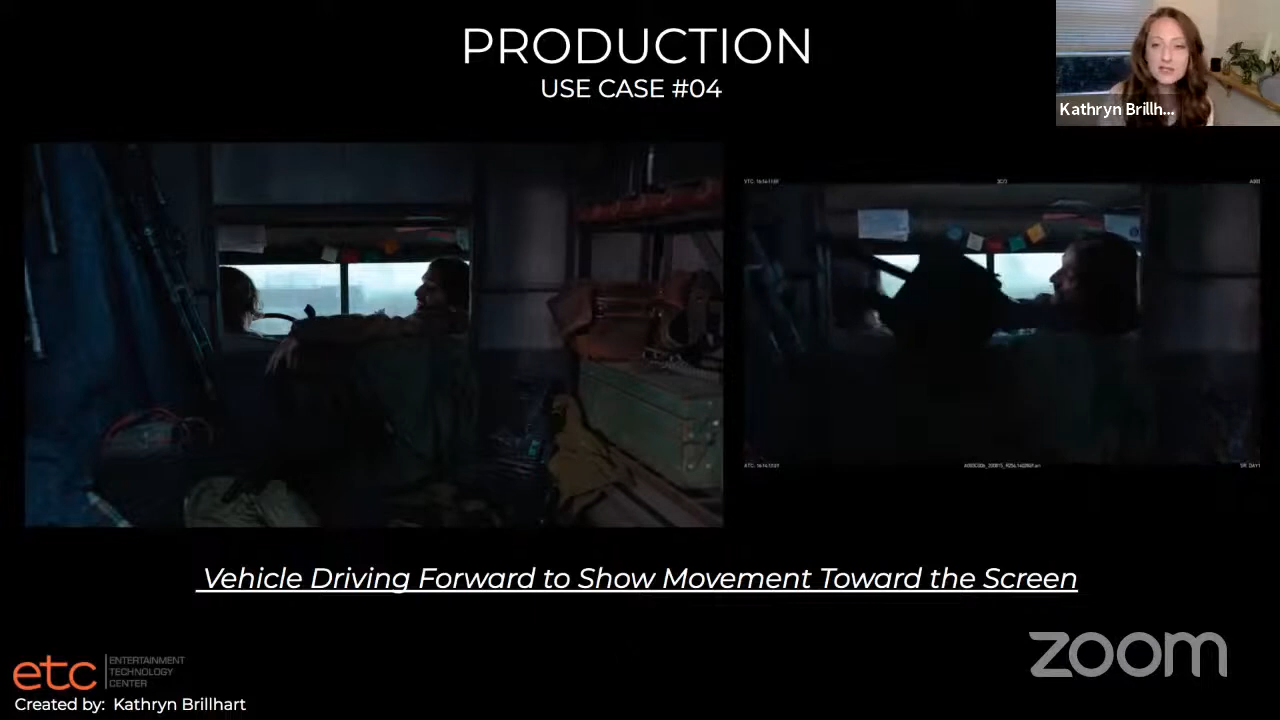 PRODUCTION
USE CASE #04
Kathryn Brillh...
Vehicle Driving Forward to Show Movement Toward the Screen
etc
ENTERTAINMENT
TECHNOLOGY
CENTER
Created by: Kathryn Brillhart
zoom